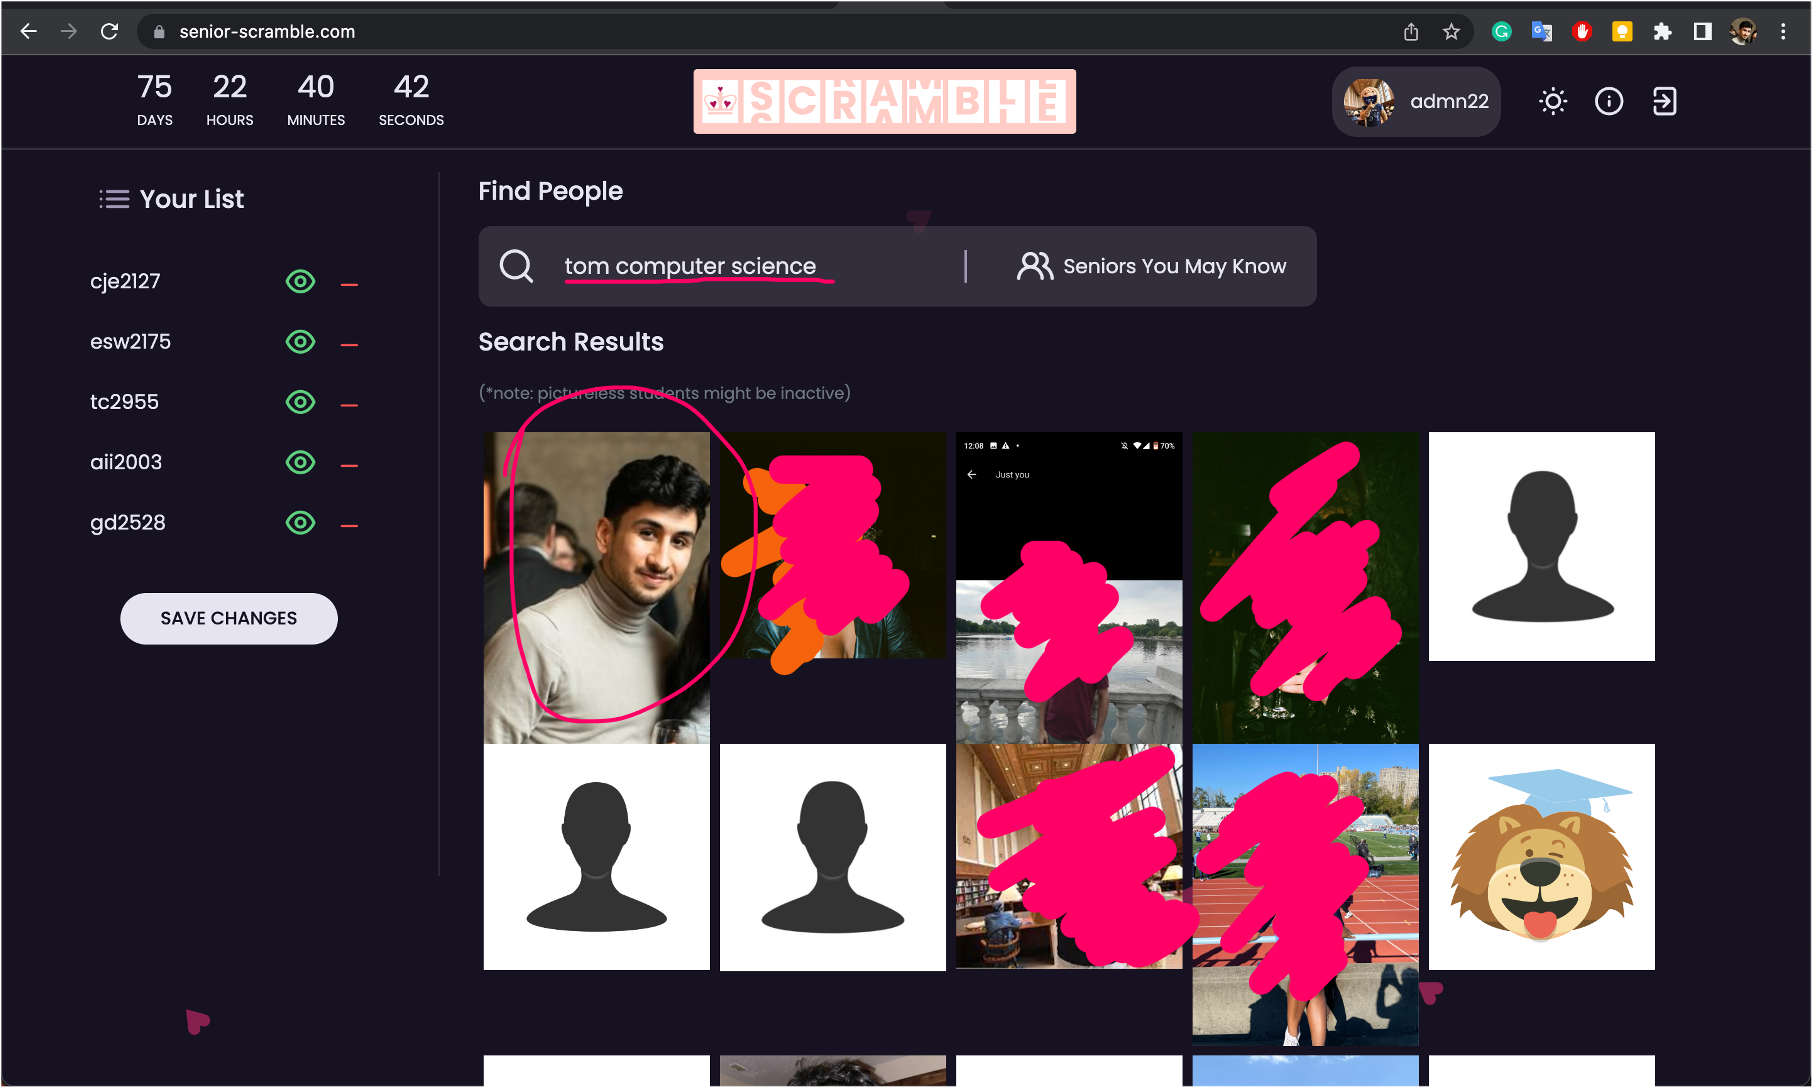 senior-scramble.com
75 22 40 42
DAYS HOURS MINUTES SECONDS
SCRAMBLE
admn22
Your List
cje2127
esw2175
tc2955
aii2003
gd2528
SAVE CHANGES
Find People
tom computer science
Seniors You May Know
Search Results
(*note: pictureless students might be inactive)
12:08 70%
Just you